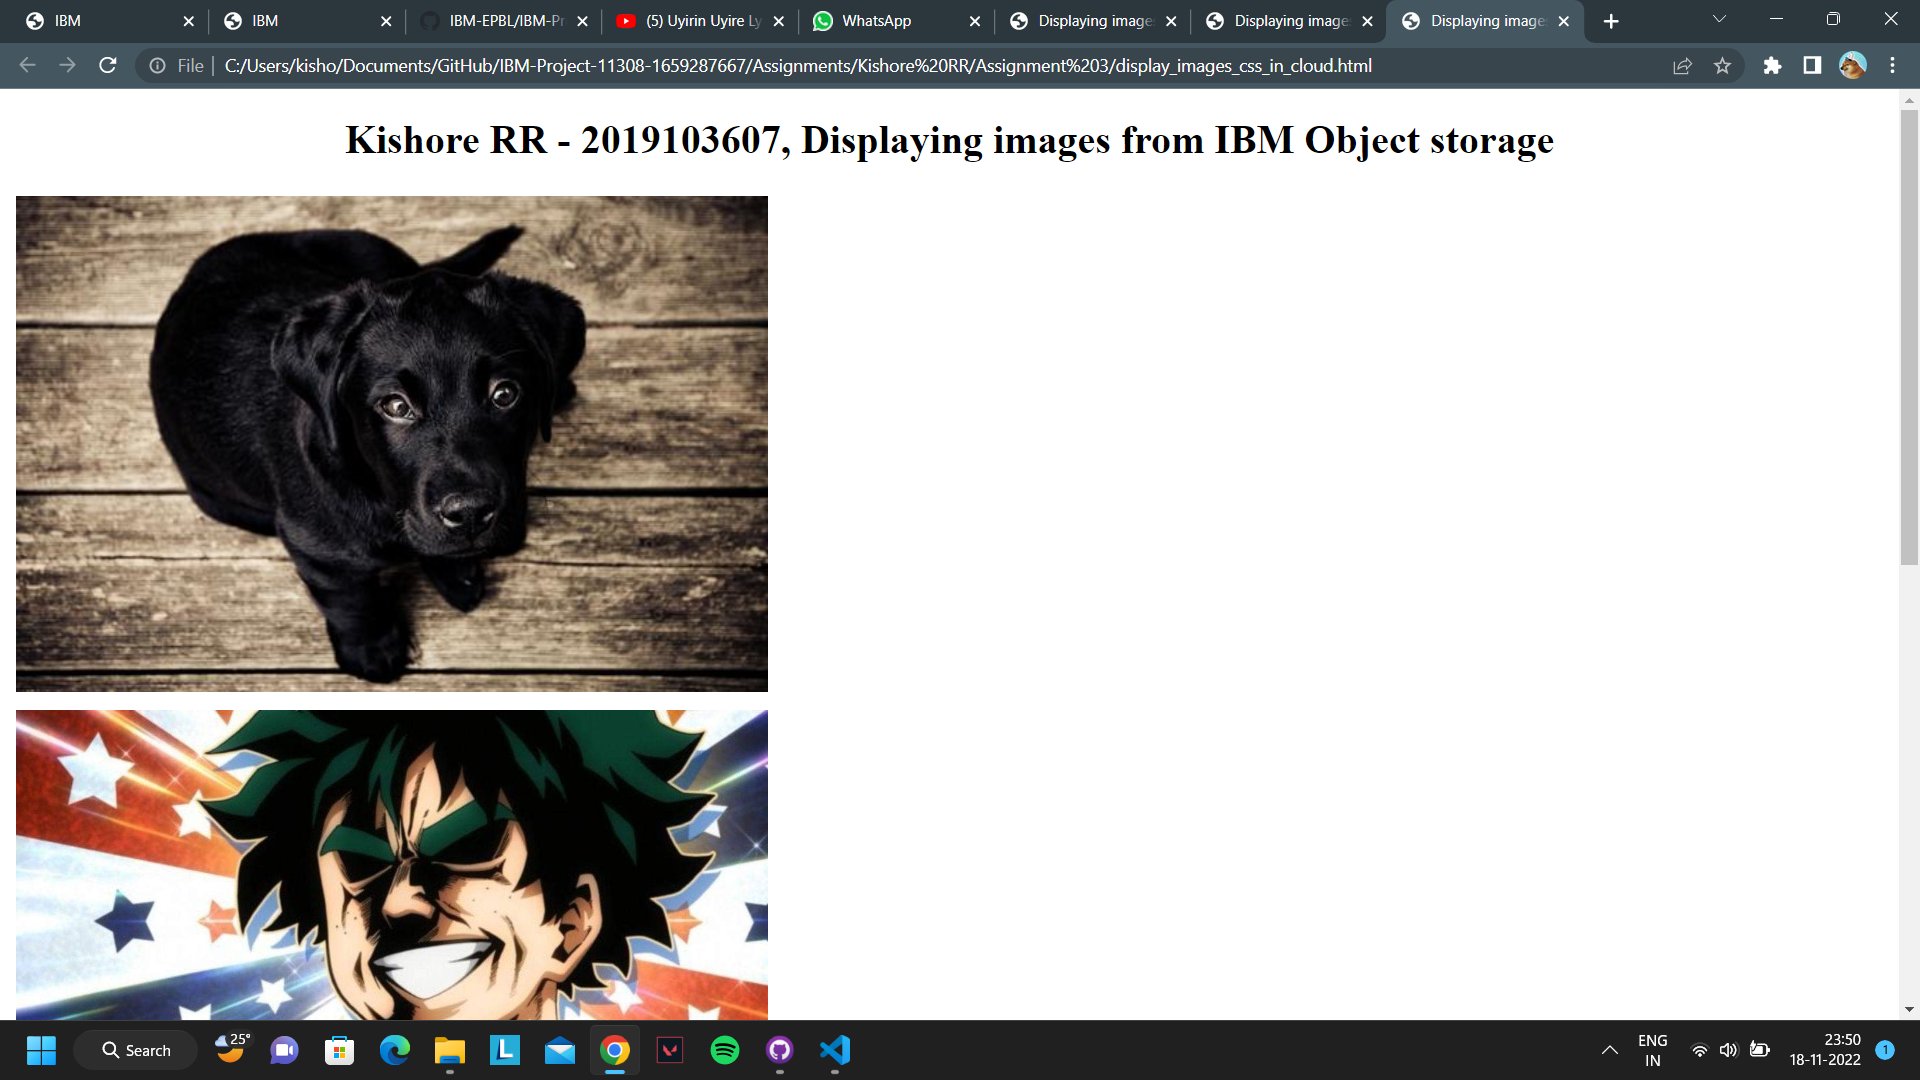 IBM
IBM
IBM-EPBL/IBM-Pr
(5) Uyirin Uyire Ly
WhatsApp
Displaying image
Displaying image
Displaying image
File
C:/Users/kisho/Documents/GitHub/IBM-Project-11308-1659287667/Assignments/Kishore%20RR/Assignment%203/display_images_css_in_cloud.html
Kishore RR - 2019103607, Displaying images from IBM Object storage
25°
Search
L
ENG
IN
23:50
18-11-2022
1